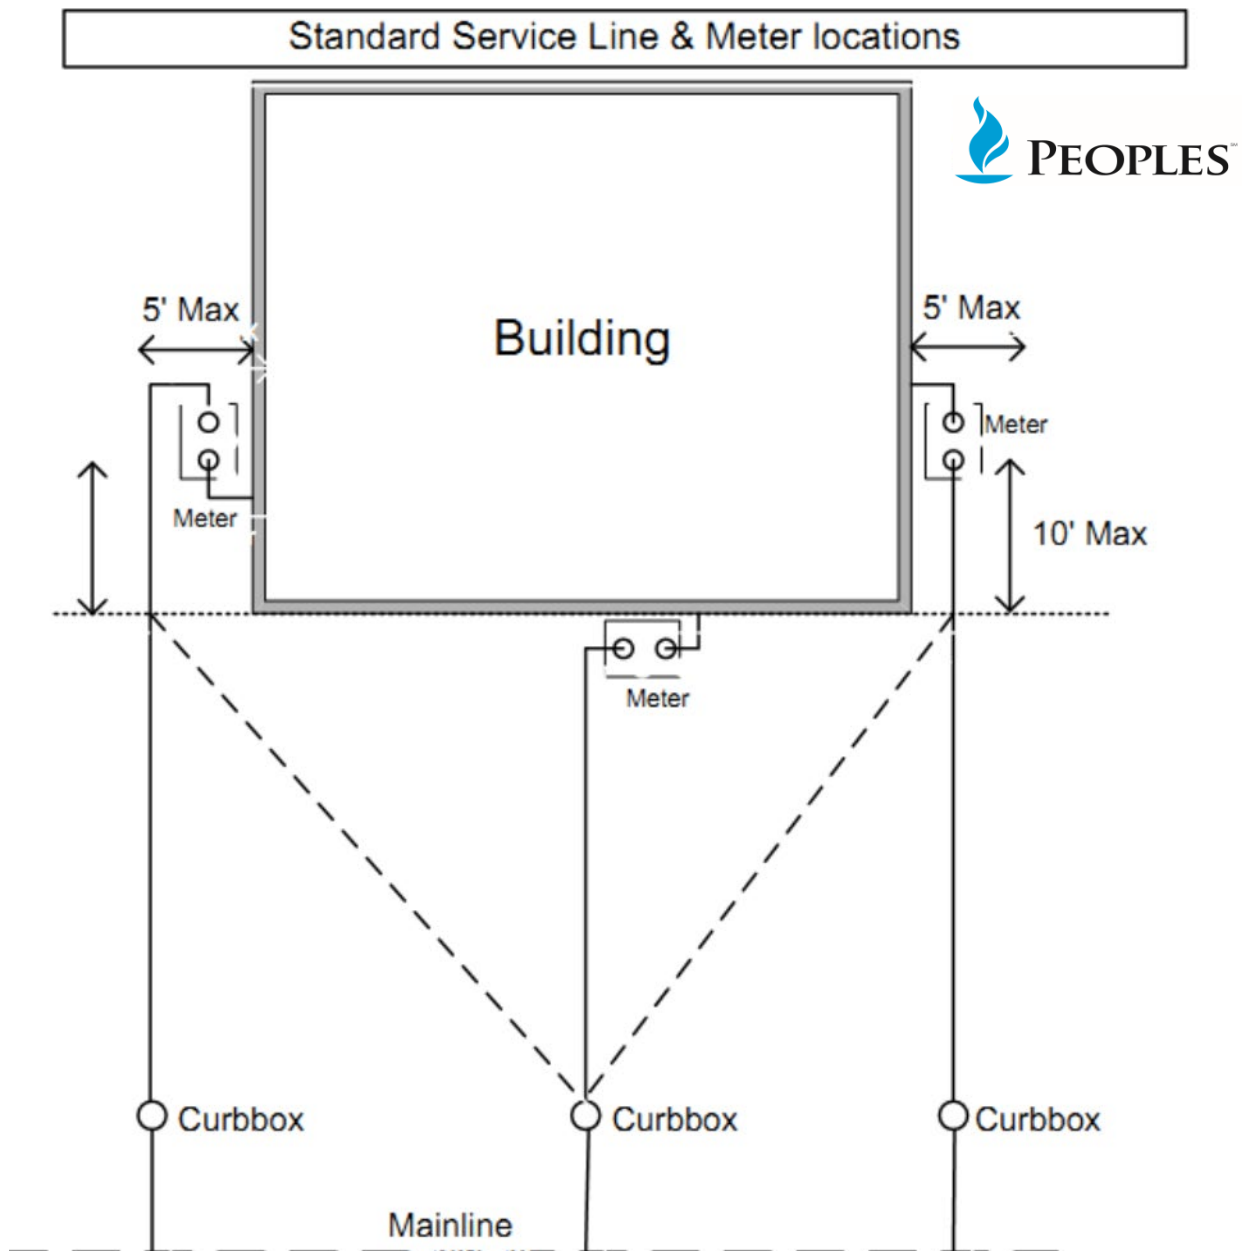 Standard Service Line & Meter locations
PEOPLES
5' Max
5' Max
Building
Meter
Meter
10' Max
Meter
Curbbox
Curbbox
Curbbox
Mainline